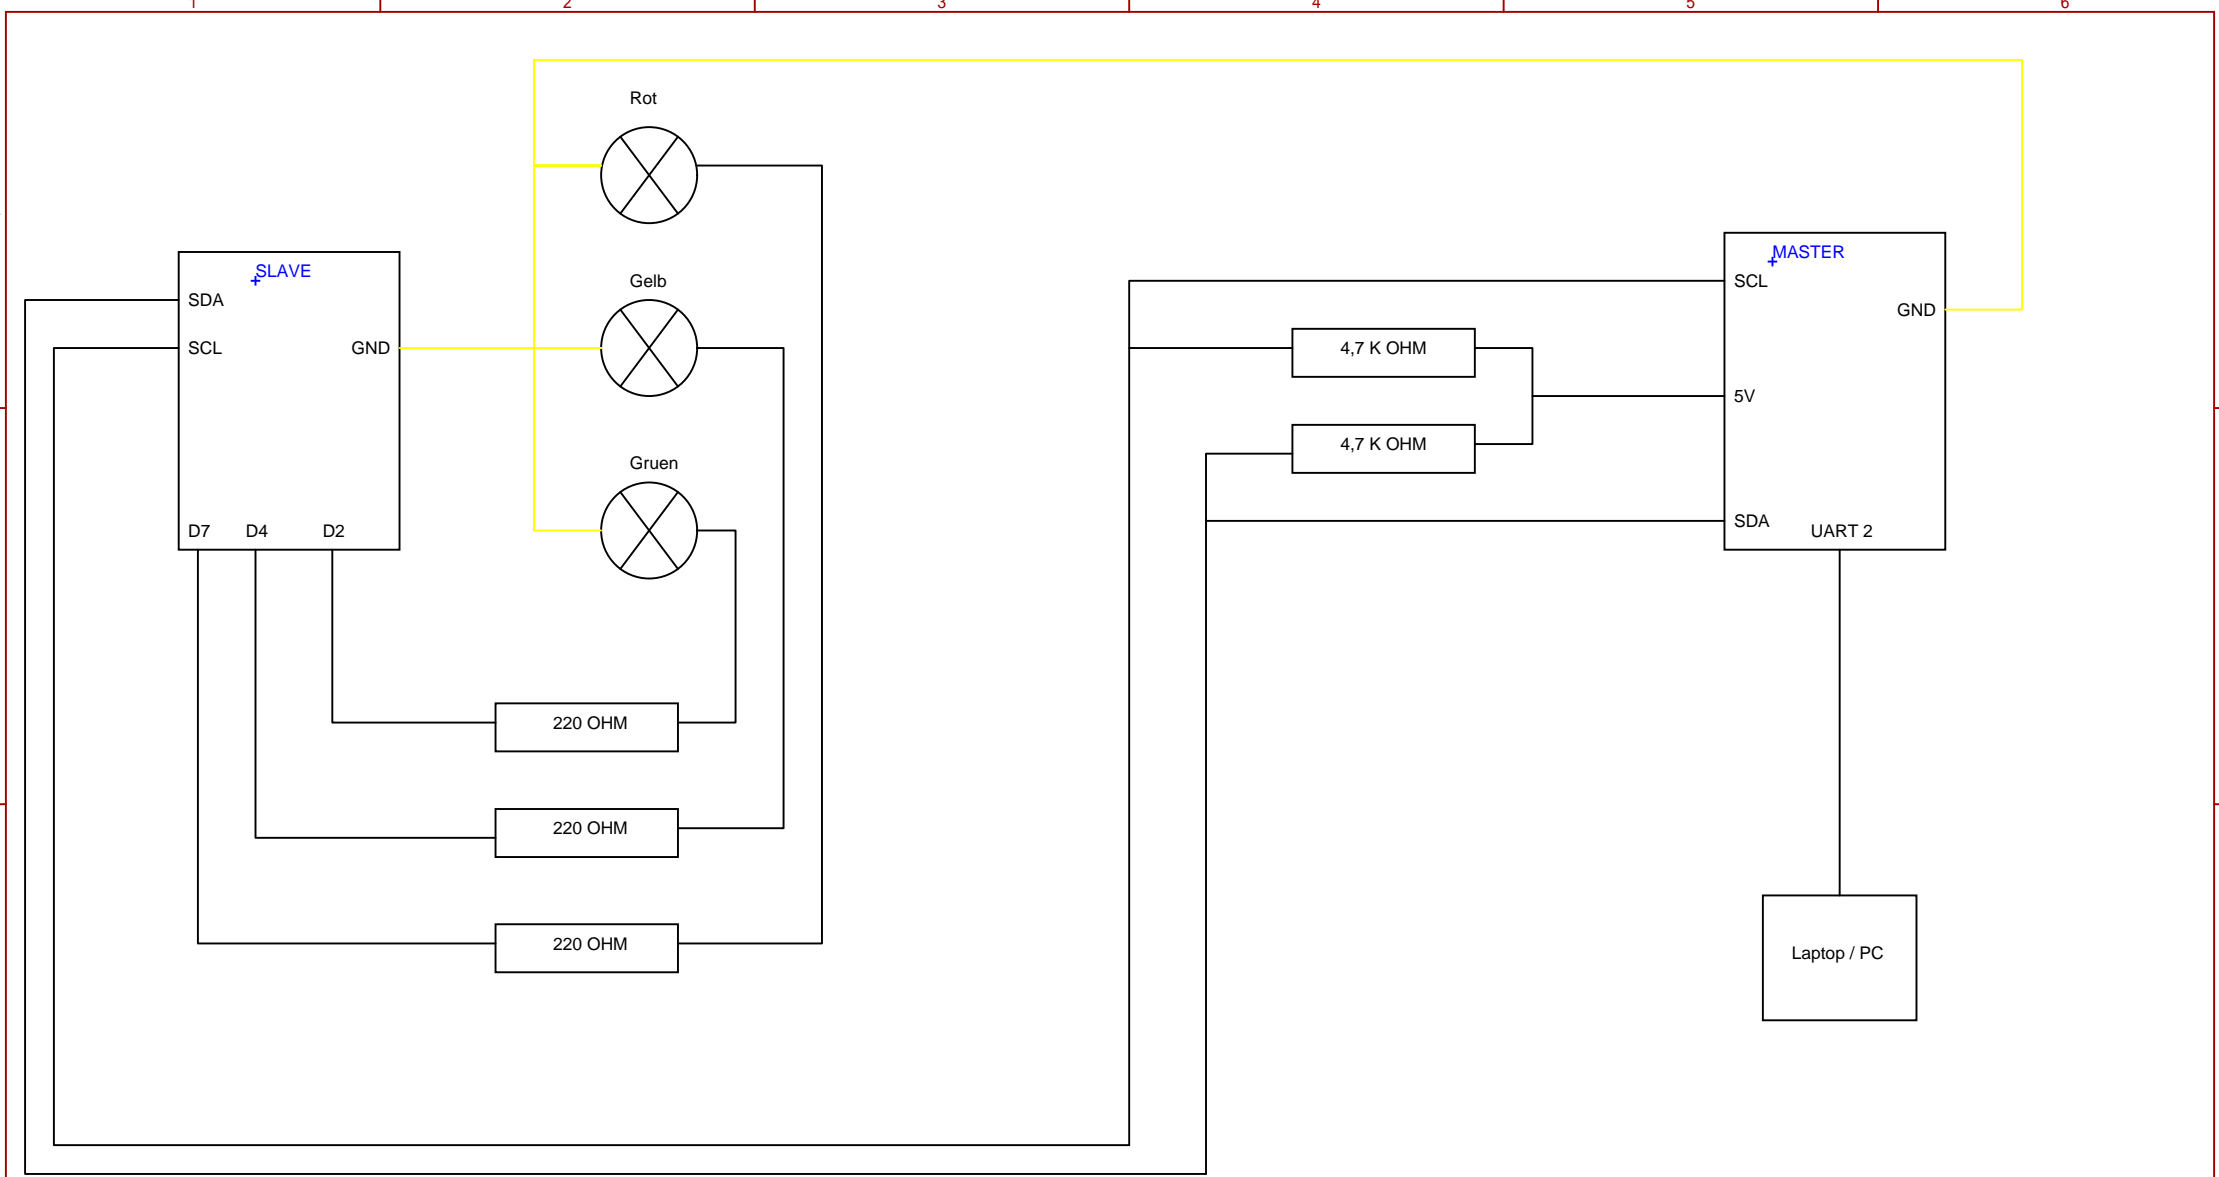 1 2 3 4 5 6
Rot
SLAVE
SDA
SCL
GND
D7 D4 D2
Gelb
Gruen
220 OHM
220 OHM
220 OHM
4,7 K OHM
4,7 K OHM
MASTER
SCL
GND
5V
SDA
UART 2
Laptop / PC